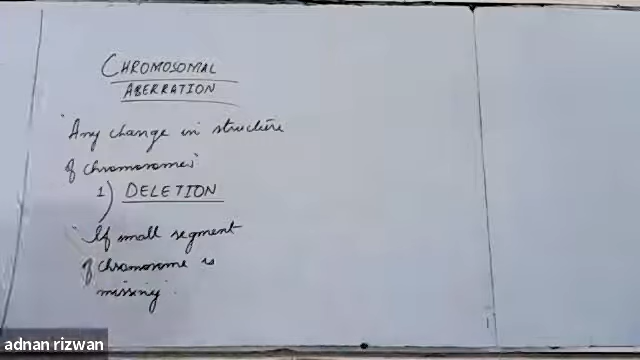 CHROMOSOMAL
ABERRATION
"Any change in structure
of chromosomes"
1) DELETION
"If small segment
of chromosome is
missing".
adnan rizwan